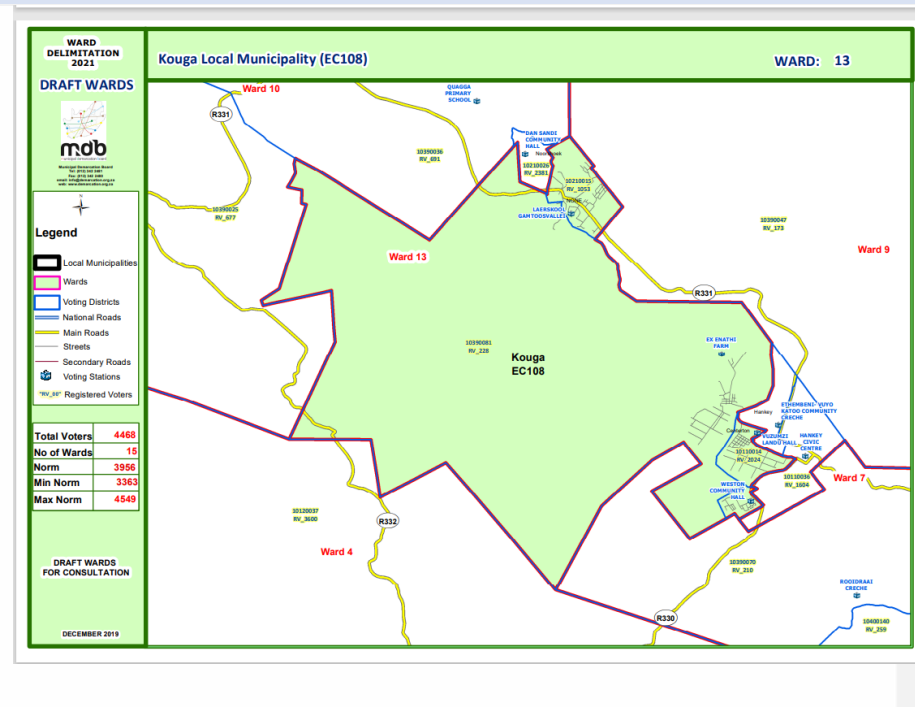 WARD
DELIMITATION
2021
DRAFT WARDS
mdb
Municipal Demarcation Board
Legend
Local Municipalities
Wards
Voting Districts
National Roads
Main Roads
Streets
Secondary Roads
Voting Stations
Registered Voters
Total Voters 4468
No of Wards 15
Norm 3956
Min Norm 3363
Max Norm 4549
DRAFT WARDS
FOR CONSULTATION
DECEMBER 2019
Kouga Local Municipality (EC108)
WARD: 13
Ward 10
R331
QUAGGA
PRIMARY
SCHOOL
10390036
RV_691
DAN SANDI
COMMUNITY
HALL
10210026
RV_2381
RV_1053
LAERSKOOL
GAMTOOSVALLEI
10390025
RV_677
10390047
RV_173
Ward 9
Ward 13
R331
10390081
RV_228
Kouga
EC108
EX ENATHI
FARM
Hankey
ETHEMBENI- VUYO
KATOO COMMUNITY
CRECHE
VUZUMZI
LANDU HALL
HANKEY
CIVIC
CENTRE
10110014
RV_2024
WESTON
COMMUNITY
HALL
10110036
RV_1604
Ward 7
10120037
RV_3600
R332
Ward 4
10390070
RV_210
ROOIDRAAI
CRECHE
R330
10400140
RV_259